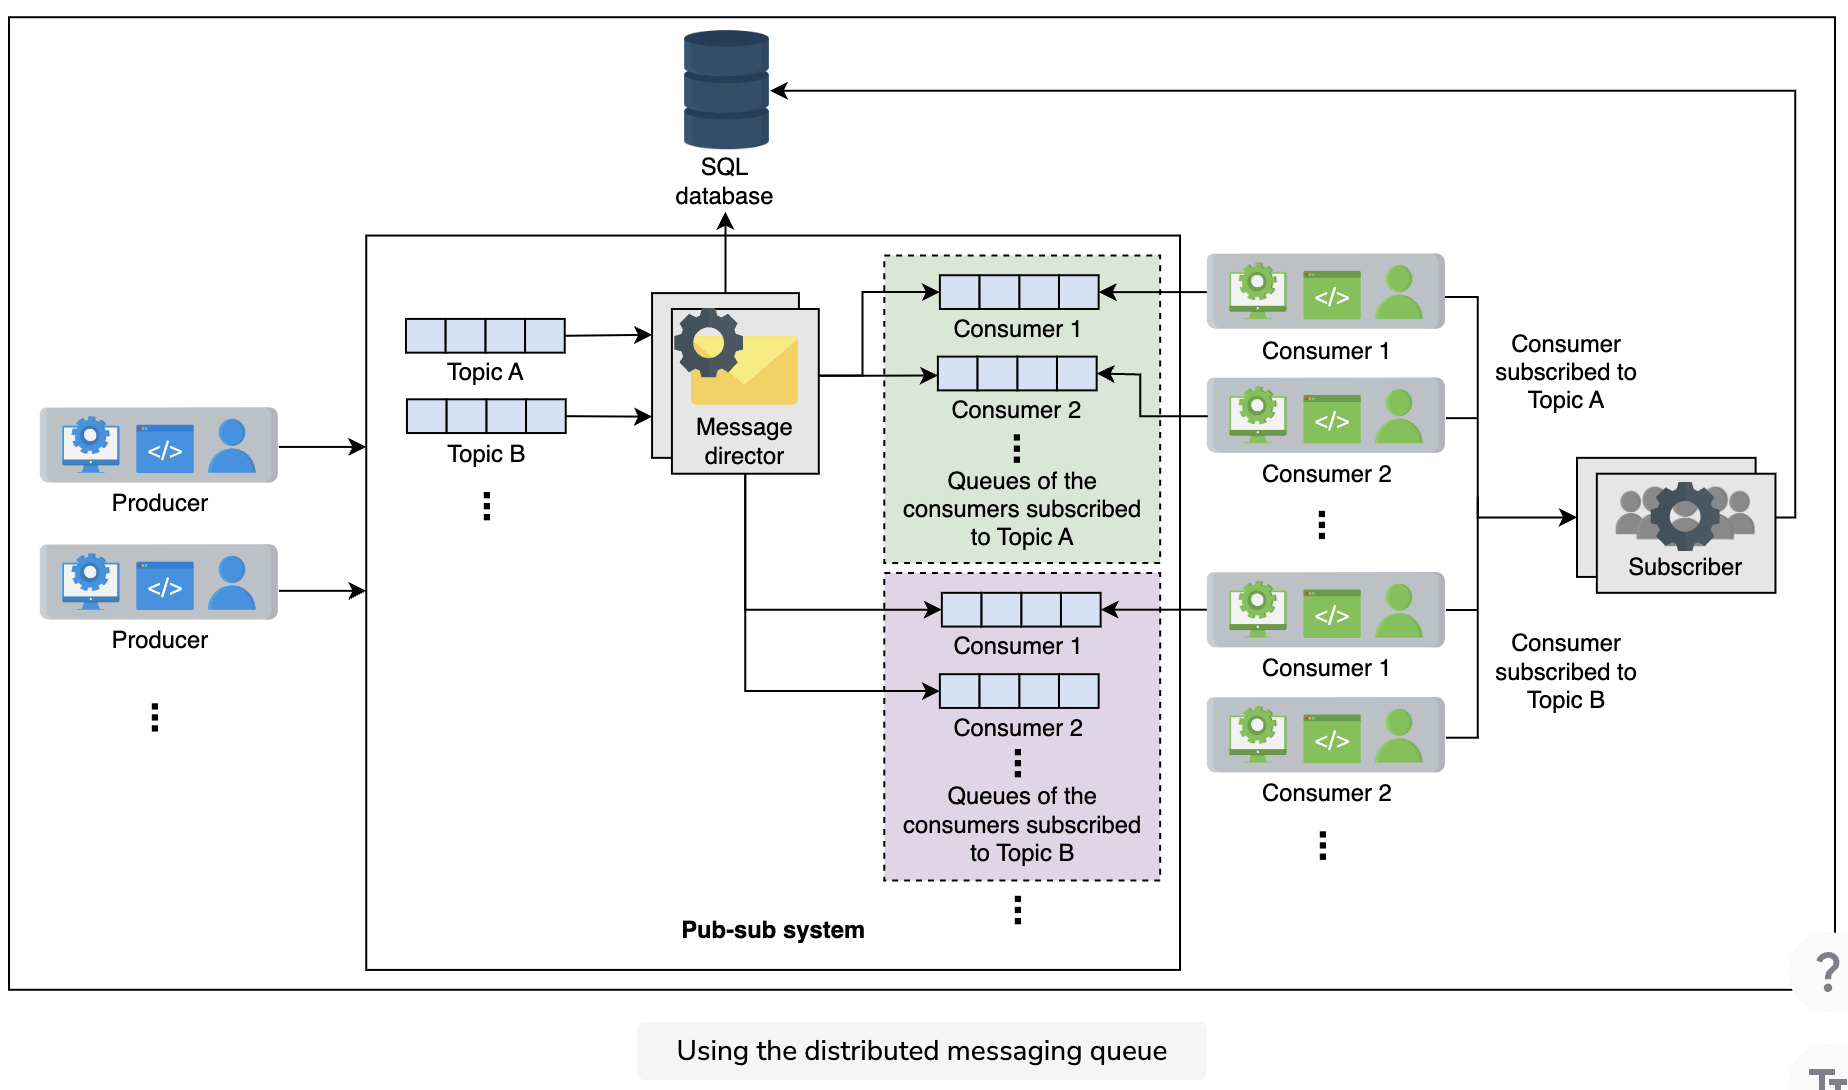 SQL
database
Topic A
Topic B
Message
director
Producer
Producer
Consumer 1
Consumer 2
Queues of the
consumers subscribed
to Topic A
Consumer 1
Consumer 2
Queues of the
consumers subscribed
to Topic B
Pub-sub system
</>
</>
</>
</>
</>
</>
Consumer 1
Consumer 2
Consumer 1
Consumer 2
Consumer
subscribed to
Topic A
Consumer
subscribed to
Topic B
Subscriber
?
Using the distributed messaging queue
TT